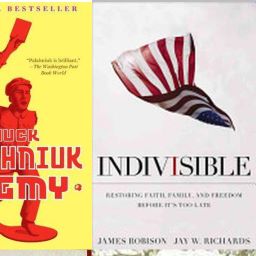 BESTSELLER
"Palahniuk is brilliant."
—The Washington Post
Book World
UCK
HNIUK
GMY
INDIVISIBLE
RESTORING FAITH, FAMILY, AND FREEDOM
BEFORE IT'S TOO LATE
JAMES ROBISON JAY W. RICHARDS